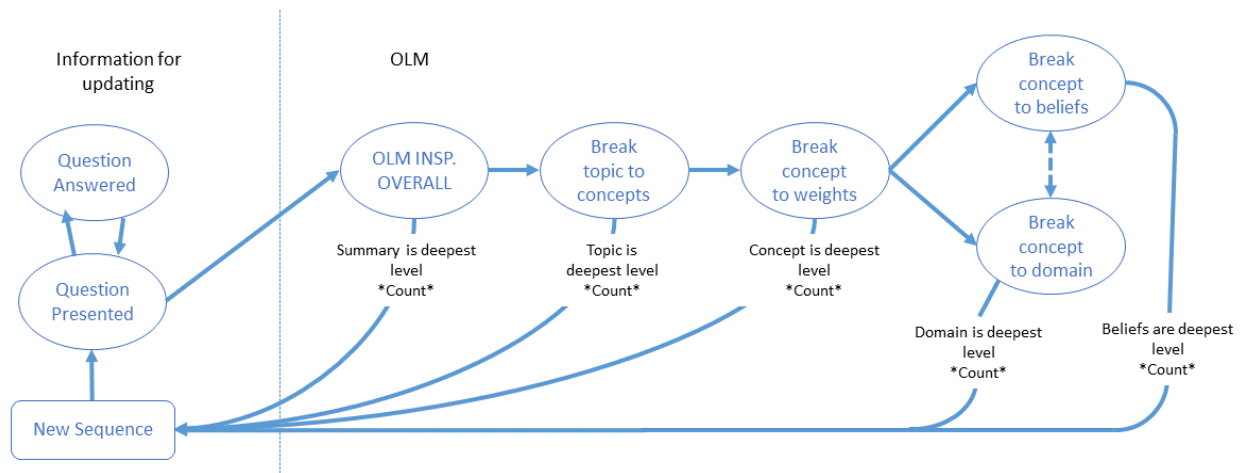 Information for
updating
OLM
Question
Answered
Question
Presented
New Sequence
OLM INSP.
OVERALL
Break
topic to
concepts
Break
concept
to weights
Break
concept
to beliefs
Break
concept
to domain
Summary is deepest
level
*Count*
Topic is
deepest level
*Count*
Concept is deepest
level
*Count*
Domain is deepest
level
*Count*
Beliefs are deepest
level
*Count*